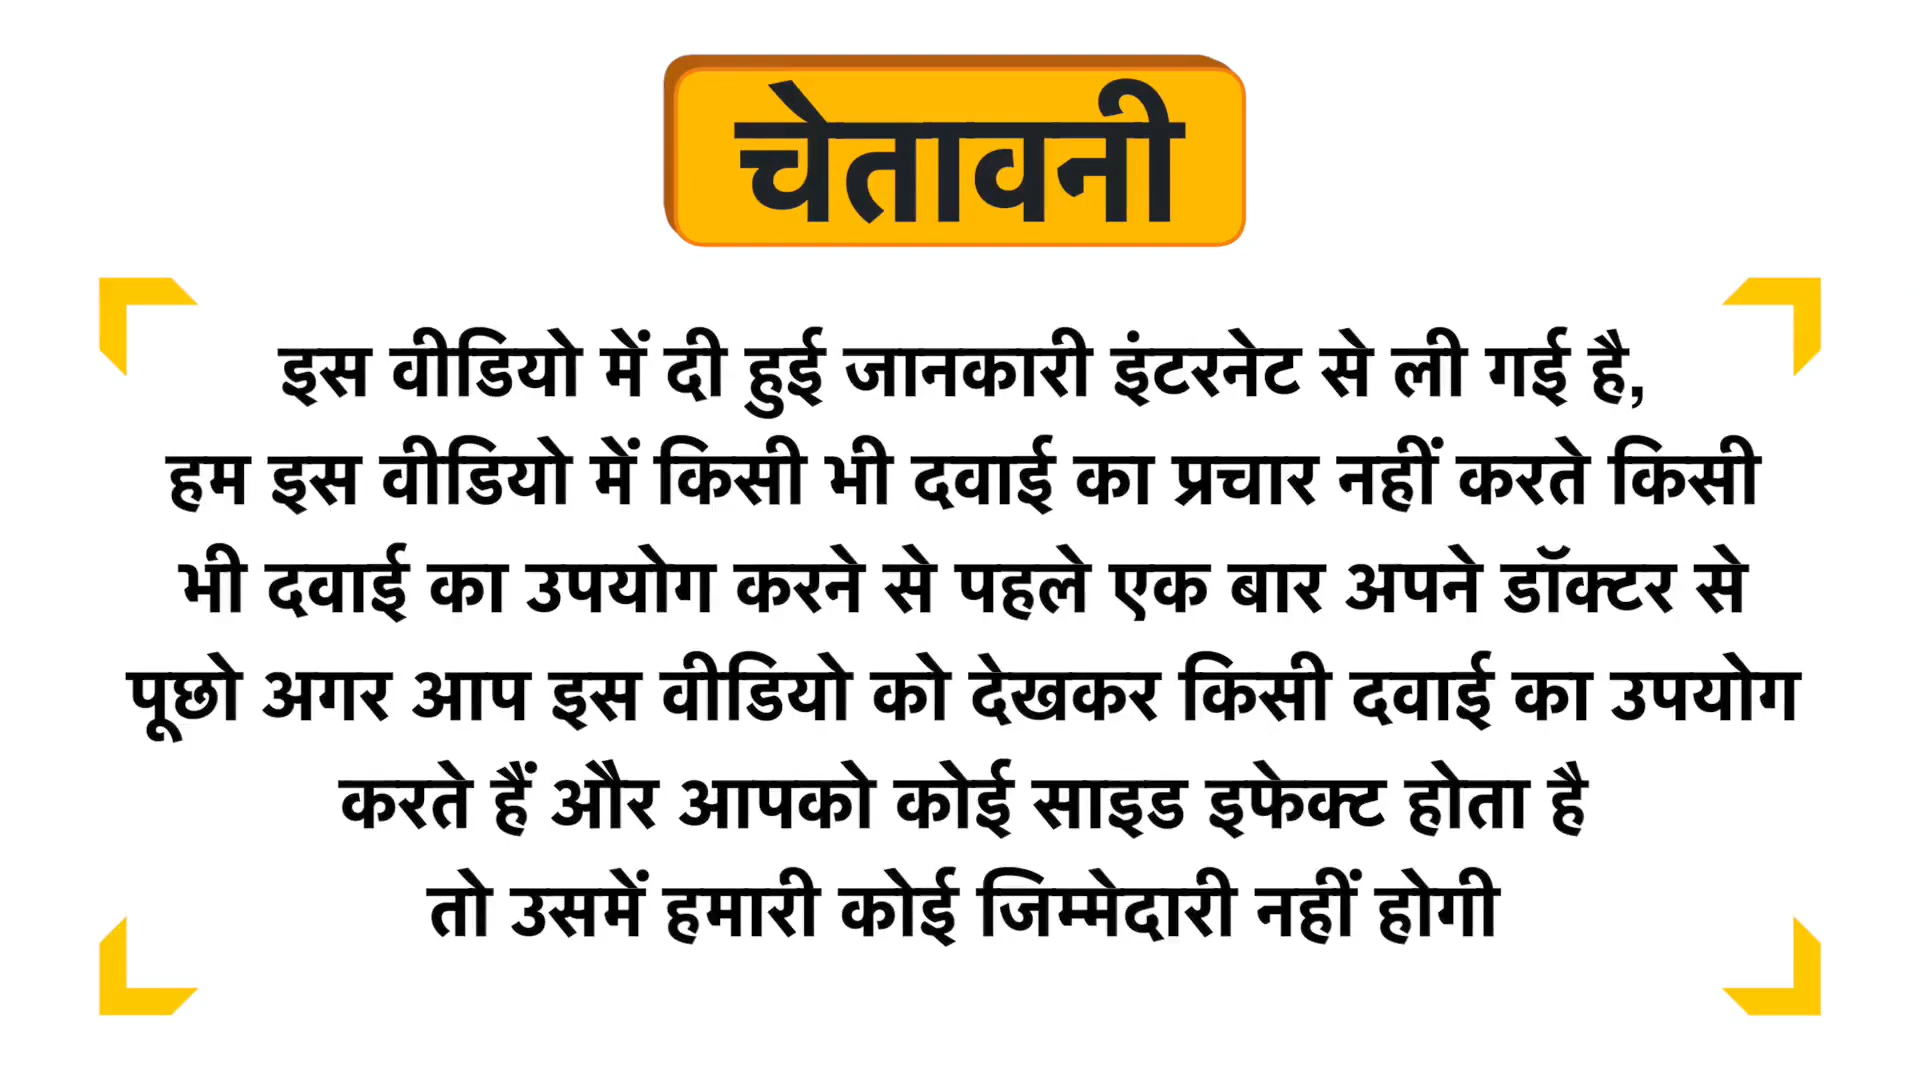 चेतावनी
इस वीडियो में दी हुई जानकारी इंटरनेट से ली गई है,
हम इस वीडियो में किसी भी दवाई का प्रचार नहीं करते किसी
भी दवाई का उपयोग करने से पहले एक बार अपने डॉक्टर से
पूछो अगर आप इस वीडियो को देखकर किसी दवाई का उपयोग
करते हैं और आपको कोई साइड इफेक्ट होता है
तो उसमें हमारी कोई जिम्मेदारी नहीं होगी